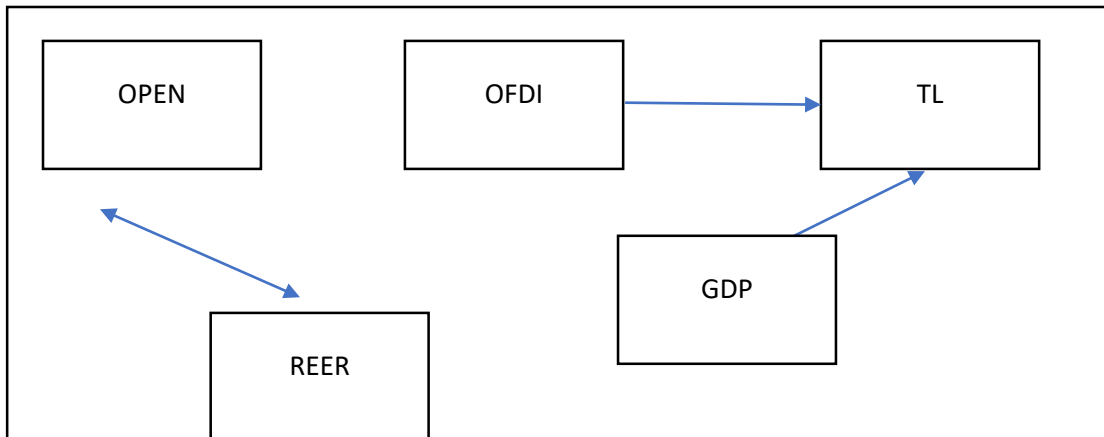 OPEN
OFDI
TL
GDP
REER